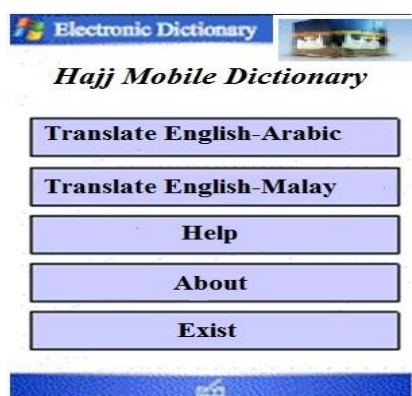 Electronic Dictionary
Hajj Mobile Dictionary
Translate English-Arabic
Translate English-Malay
Help
About
Exist